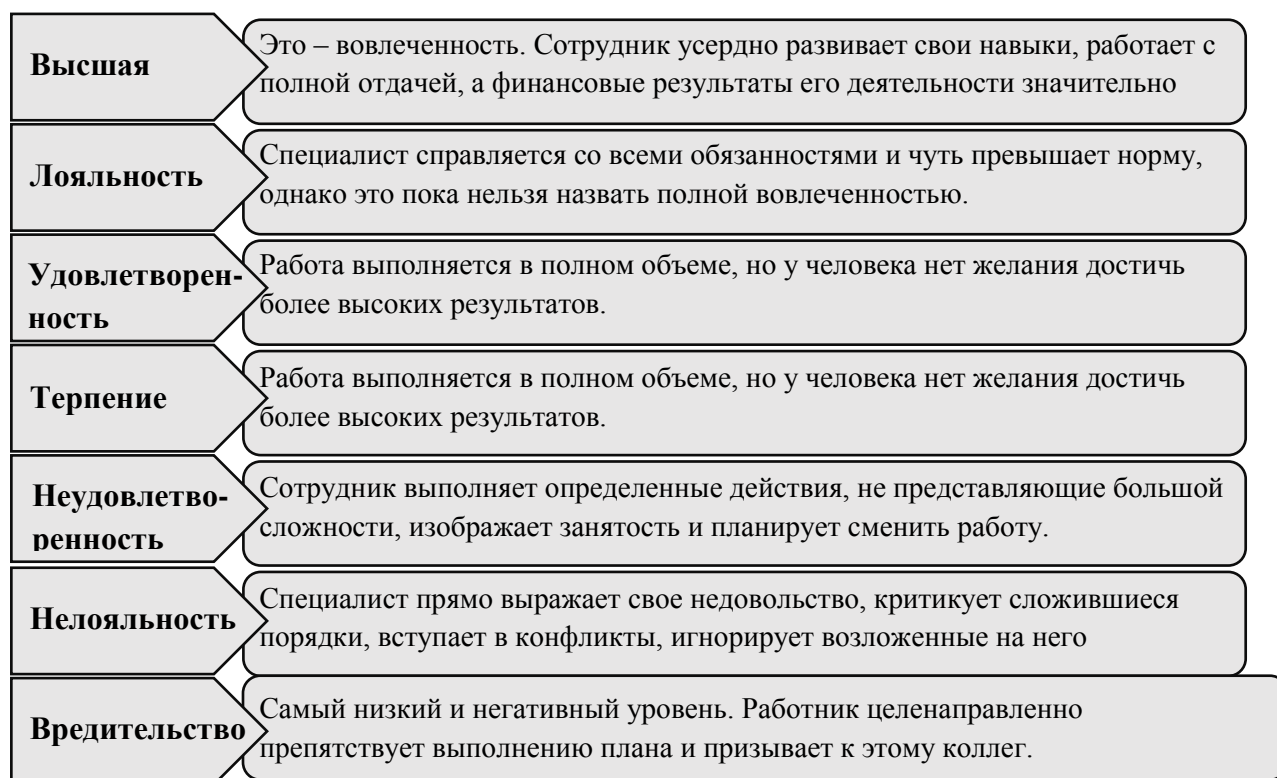 Высшая
Это – вовлеченность. Сотрудник усердно развивает свои навыки, работает с
полной отдачей, а финансовые результаты его деятельности значительно
Лояльность
Специалист справляется со всеми обязанностями и чуть превышает норму,
однако это пока нельзя назвать полной вовлеченностью.
Удовлетворен-
ность
Работа выполняется в полном объеме, но у человека нет желания достичь
более высоких результатов.
Терпение
Работа выполняется в полном объеме, но у человека нет желания достичь
более высоких результатов.
Неудовлетво-
ренность
Сотрудник выполняет определенные действия, не представляющие большой
сложности, изображает занятость и планирует сменить работу.
Нелояльность
Специалист прямо выражает свое недовольство, критикует сложившиеся
порядки, вступает в конфликты, игнорирует возложенные на него
Вредительство
Самый низкий и негативный уровень. Работник целенаправленно
препятствует выполнению плана и призывает к этому коллег.